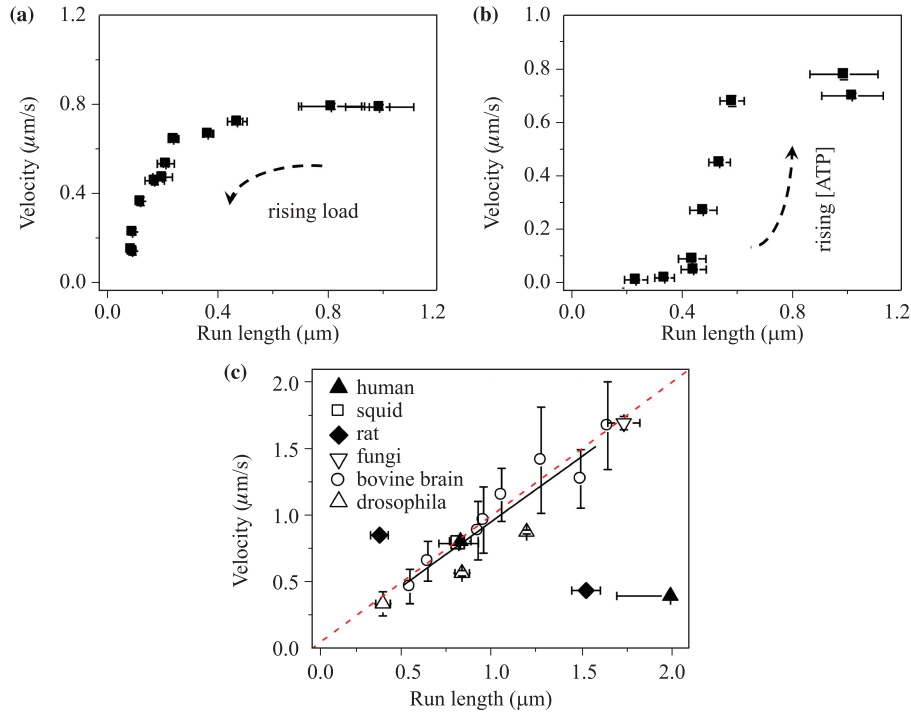 (a)
1.2
0.8
0.4
0.0
Velocity (μm/s)
rising load
0.0 0.4 0.8 1.2
Run length (μm)
(b)
1.0
0.8
0.6
0.4
0.2
0.0
Velocity (μm/s)
rising [ATP]
0.0 0.4 0.8 1.2
Run length (μm)
(c)
2.0
1.5
1.0
0.5
0.0
Velocity (μm/s)
human
squid
rat
fungi
bovine brain
drosophila
0.0 0.5 1.0 1.5 2.0
Run length (μm)